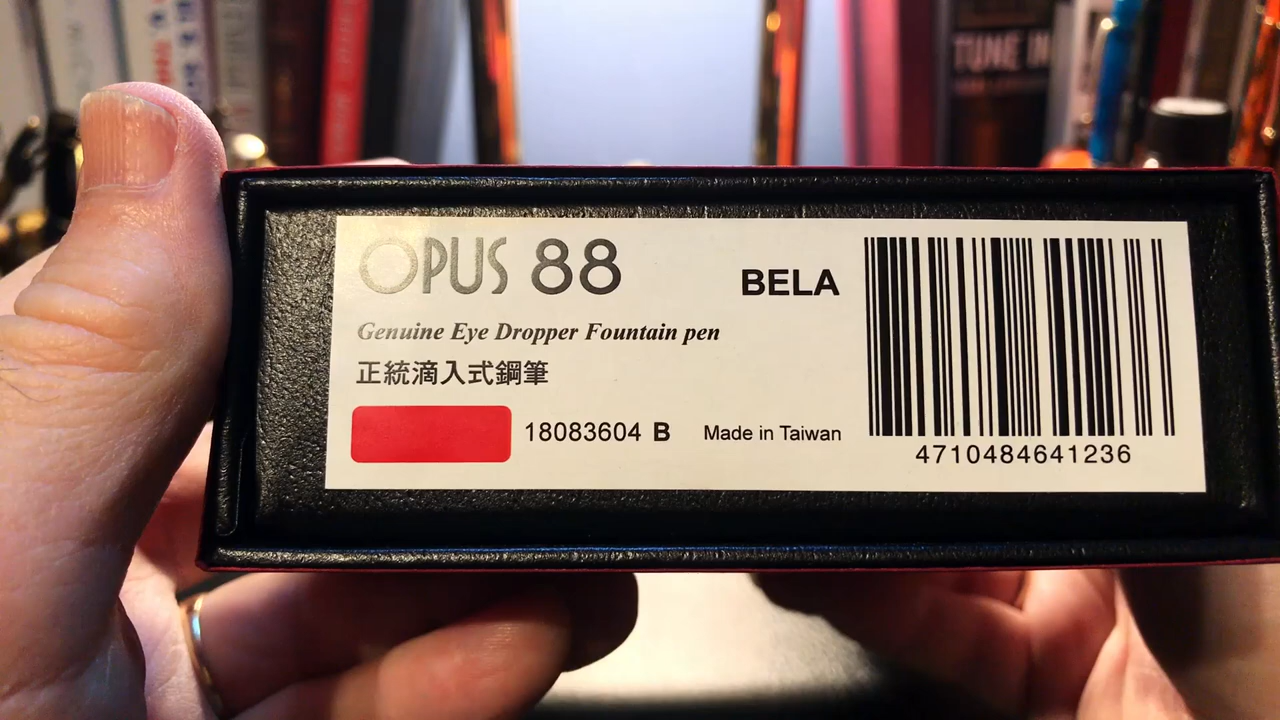 TUNE IN
OPUS 88
BELA
Genuine Eye Dropper Fountain pen
正統滴入式鋼筆
18083604 B
Made in Taiwan
4710484641236